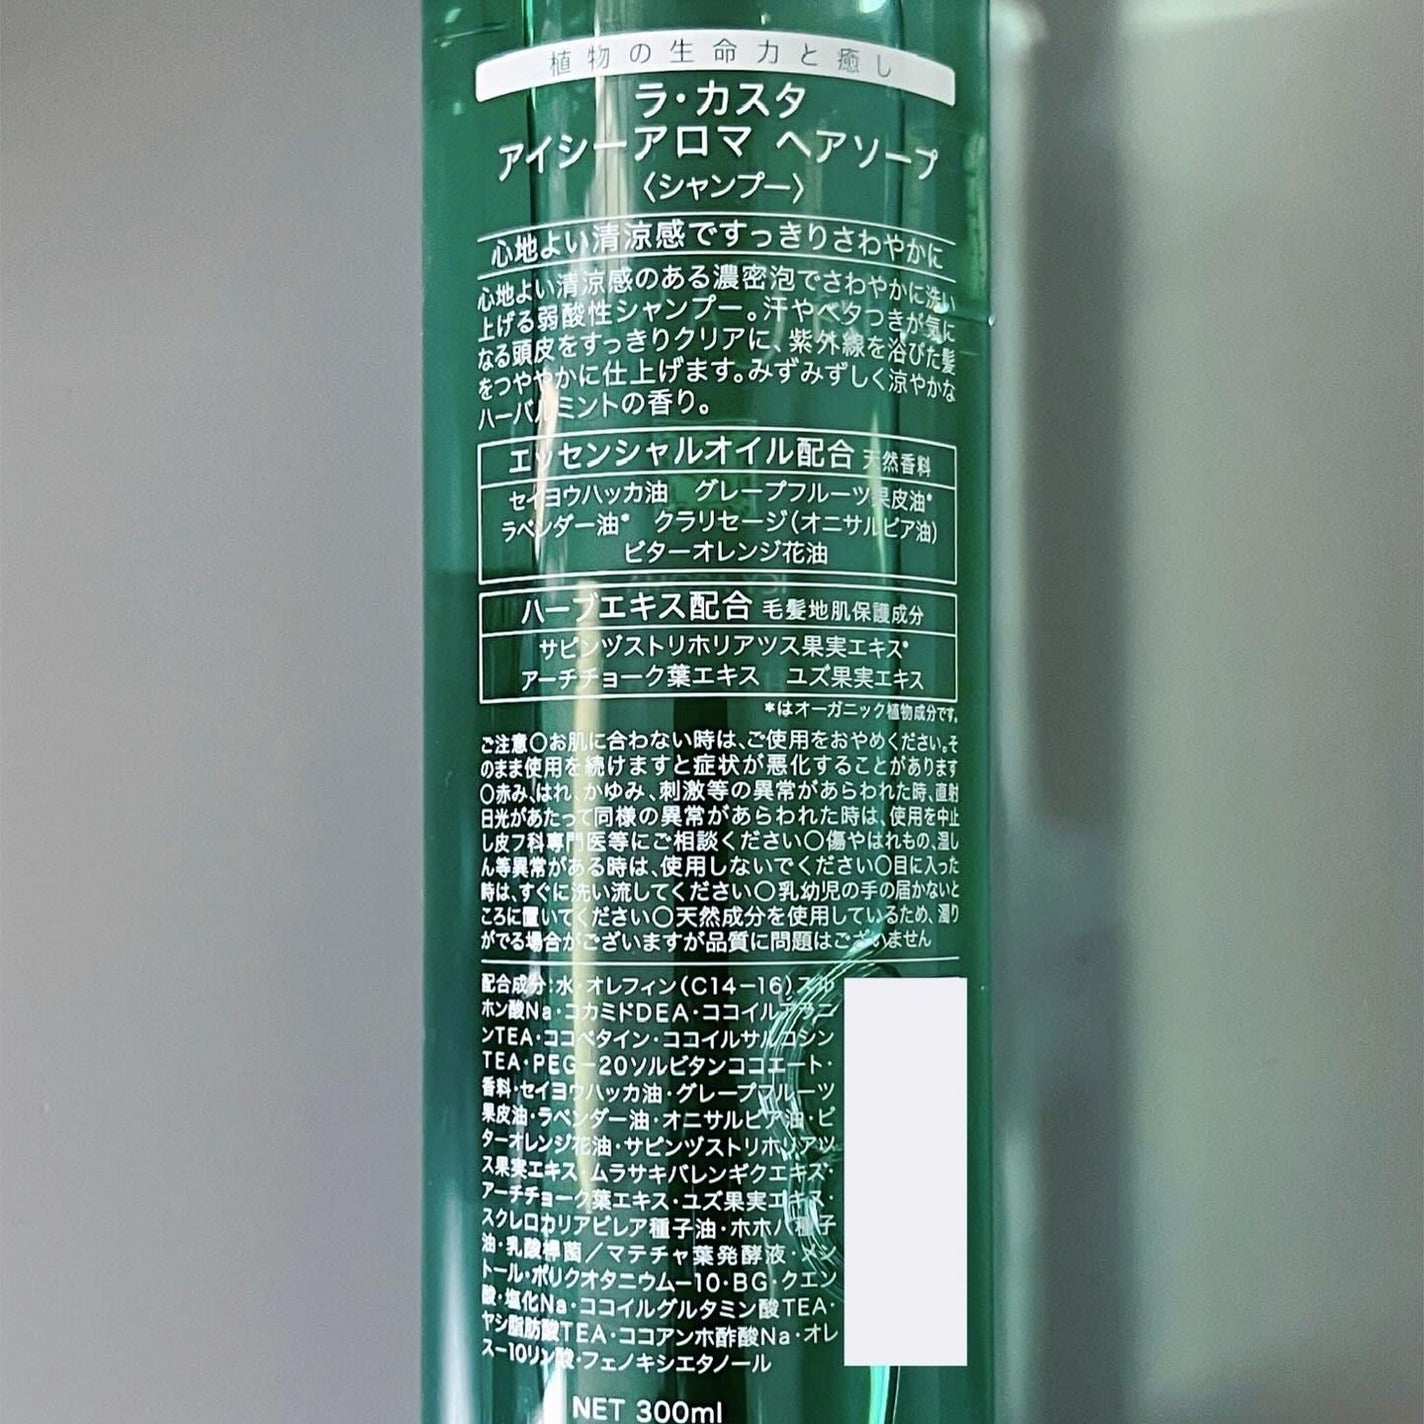 植物の生命力と癒し
ラ・カスタ
アイシーアロマ ヘアソープ
〈シャンプー〉
心地よい清涼感ですっきりさわやかに
心地よい清涼感のある濃密泡でさわやかに洗い
上げる弱酸性シャンプー。汗やベタつきが気に
なる頭皮をすっきりクリアに、紫外線を浴びた髪
をつややかに仕上げます。みずみずしく涼やかな
ハーバルミントの香り。
エッセンシャルオイル配合 天然香料
セイヨウハッカ油 グレープフルーツ果皮油*
ラベンダー油* クラリセージ(オニサルビア油)
ビターオレンジ花油
ハーブエキス配合 毛髪地肌保護成分
サピンヅストリホリアツス果実エキス*
アーチチョーク葉エキス ユズ果実エキス
*はオーガニック植物成分です。
ご注意○お肌に合わない時は、ご使用をおやめください。そ
のまま使用を続けますと症状が悪化することがあります
○赤み、はれ、かゆみ、刺激等の異常があらわれた時、直射
日光があたって同様の異常があらわれた時は、使用を中止
し皮フ科専門医等にご相談ください○傷やはれもの、湿し
ん等異常がある時は、使用しないでください○目に入った
時は、すぐに洗い流してください○乳幼児の手の届かないと
ころに置いてください○天然成分を使用しているため、濁り
がでる場合がございますが品質に問題はございません
配合成分:水・オレフィン(C14−16)スル
ホン酸Na・コカミドDEA・ココイルアラニ
ンTEA・ココベタイン・ココイルサルコシン
TEA・PEG−20ソルビタンココエート・
香料・セイヨウハッカ油・グレープフルーツ
果皮油・ラベンダー油・オニサルビア油・ビ
ターオレンジ花油・サピンヅストリホリアツ
ス果実エキス・ムラサキバレンギクエキス・
アーチチョーク葉エキス・ユズ果実エキス・
スクレロカリアビレア種子油・ホホバ種子
油・乳酸桿菌/マテチャ葉発酵液・メン
トール・ポリクオタニウム−10・BG・クエン
酸・塩化Na・ココイルグルタミン酸TEA・
ヤシ脂肪酸TEA・ココアンホ酢酸Na・オレ
ス−10リン酸・フェノキシエタノール
NET 300ml